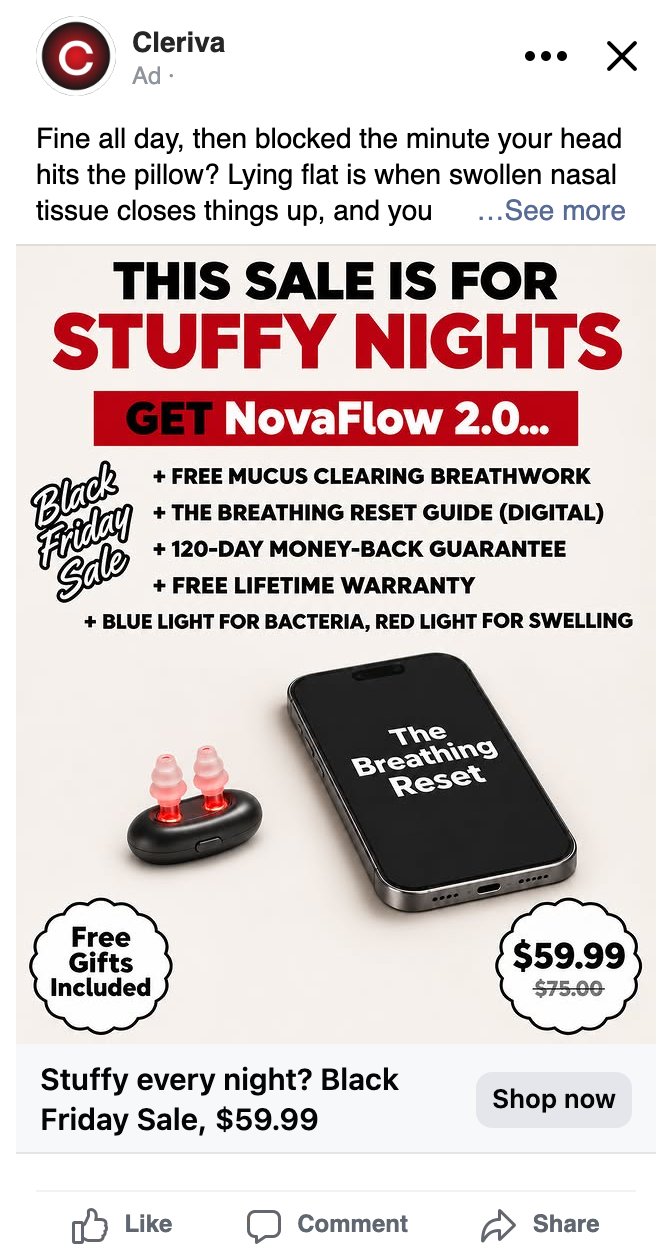 C
Cleriva
Ad ·
Fine all day, then blocked the minute your head
hits the pillow? Lying flat is when swollen nasal
tissue closes things up, and you ...See more
THIS SALE IS FOR
STUFFY NIGHTS
GET NovaFlow 2.0...
Black
Friday
Sale
+ FREE MUCUS CLEARING BREATHWORK
+ THE BREATHING RESET GUIDE (DIGITAL)
+ 120-DAY MONEY-BACK GUARANTEE
+ FREE LIFETIME WARRANTY
+ BLUE LIGHT FOR BACTERIA, RED LIGHT FOR SWELLING
The
Breathing
Reset
Free
Gifts
Included
$59.99
$75.00
Stuffy every night? Black
Friday Sale, $59.99
Shop now
Like
Comment
Share